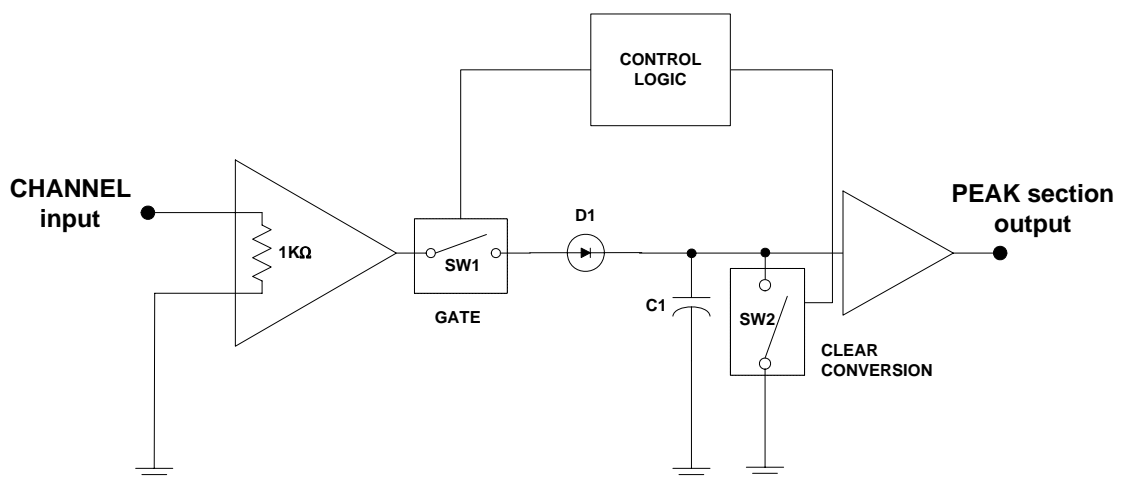 CONTROL
LOGIC
CHANNEL
input
1KΩ
SW1
GATE
D1
C1
SW2
CLEAR
CONVERSION
PEAK section
output